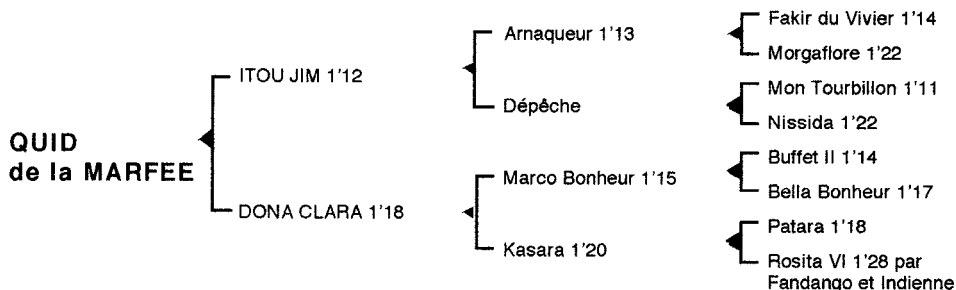 QUID
de la MARFEE
ITOU JIM 1'12
DONA CLARA 1'18
Arnaqueur 1'13
Dépêche
Marco Bonheur 1'15
Kasara 1'20
Fakir du Vivier 1'14
Morgaflore 1'22
Mon Tourbillon 1'11
Nissida 1'22
Buffet II 1'14
Bella Bonheur 1'17
Patara 1'18
Rosita VI 1'28 par
Fandango et Indienne